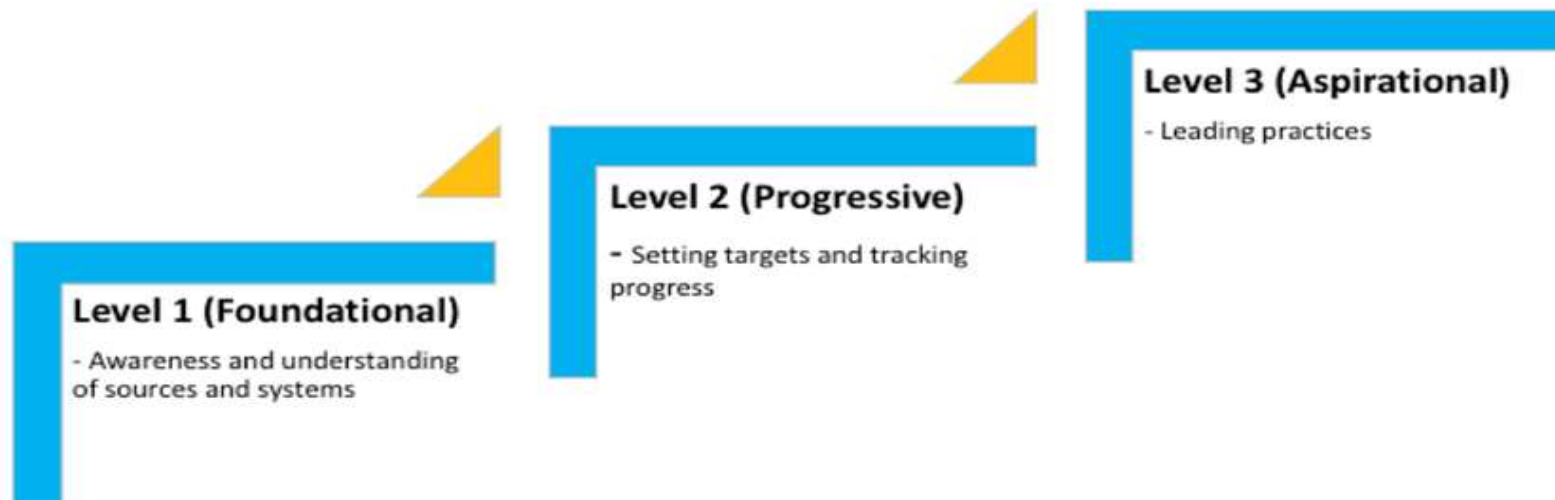 Level 1 (Foundational)
- Awareness and understanding
of sources and systems
Level 2 (Progressive)
- Setting targets and tracking
progress
Level 3 (Aspirational)
- Leading practices